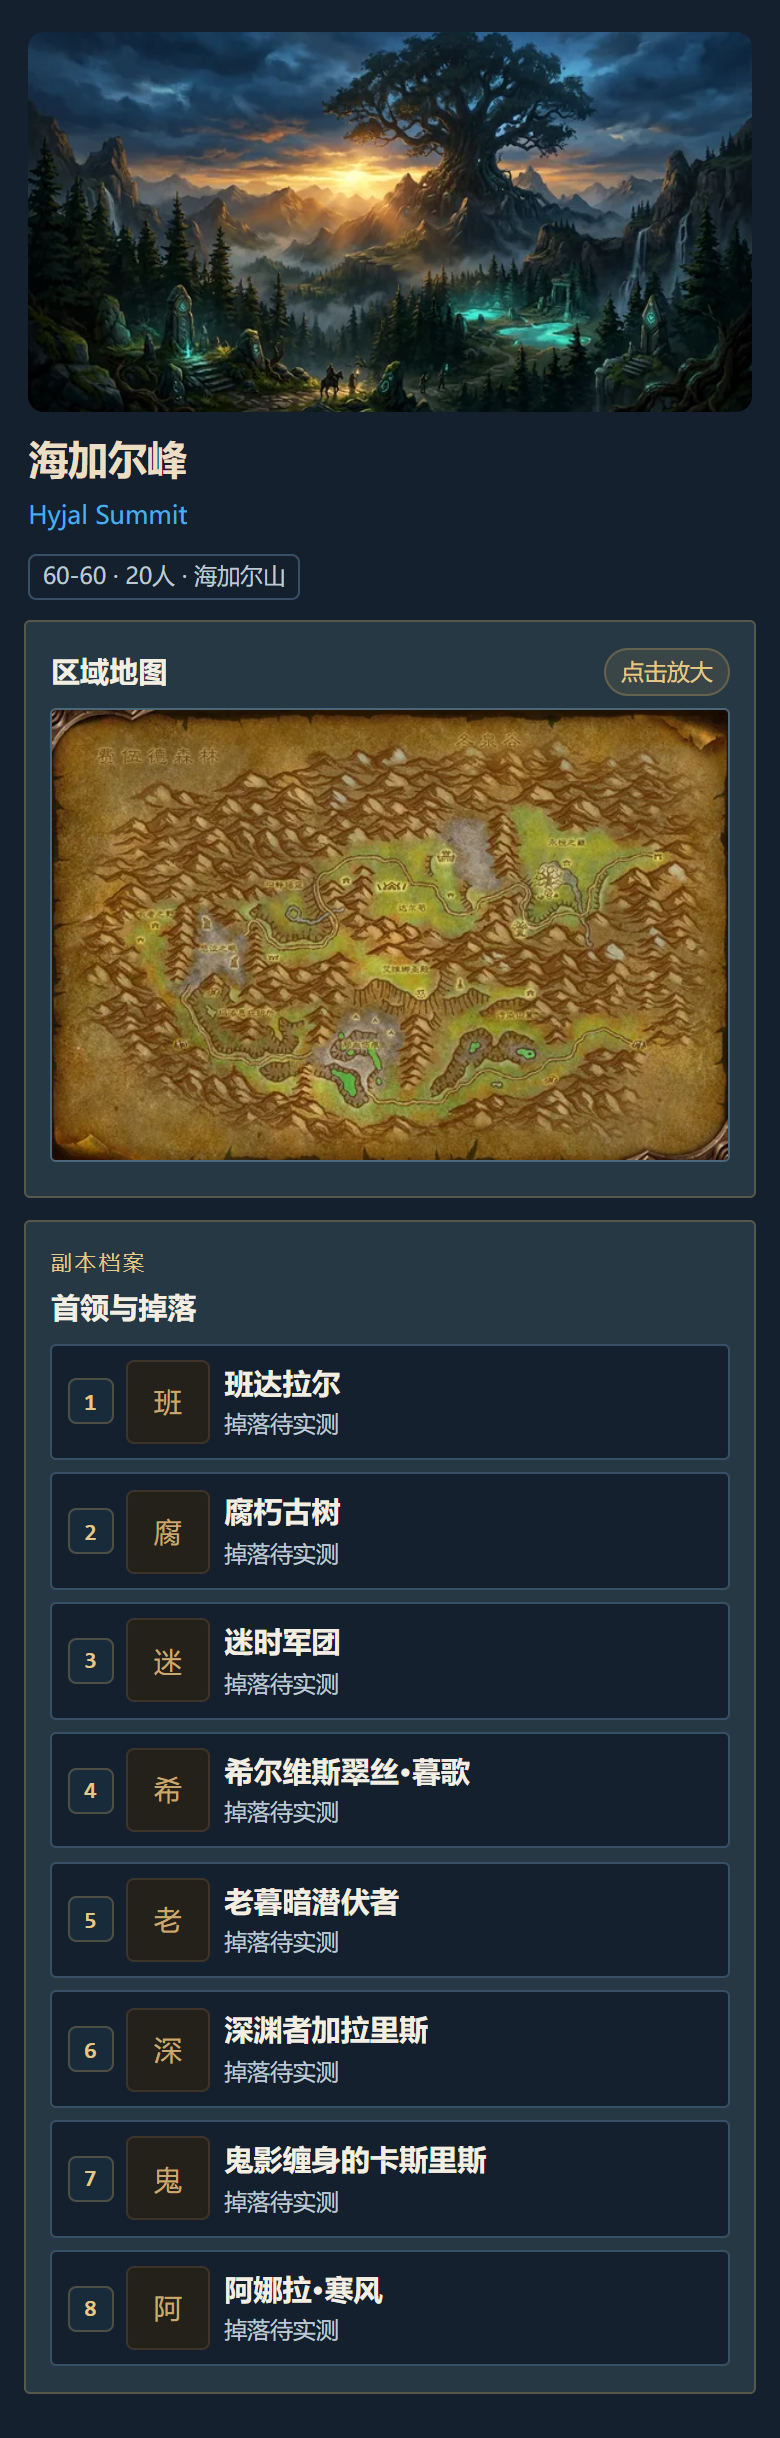 海加尔峰
Hyjal Summit
60-60 · 20人 · 海加尔山
区域地图
点击放大
费伍德森林
冬泉谷
副本档案
首领与掉落
1
班
班达拉尔
掉落待实测
2
腐
腐朽古树
掉落待实测
3
迷
迷时军团
掉落待实测
4
希
希尔维斯翠丝•暮歌
掉落待实测
5
老
老暮暗潜伏者
掉落待实测
6
深
深渊者加拉里斯
掉落待实测
7
鬼
鬼影缠身的卡斯里斯
掉落待实测
8
阿
阿娜拉•寒风
掉落待实测